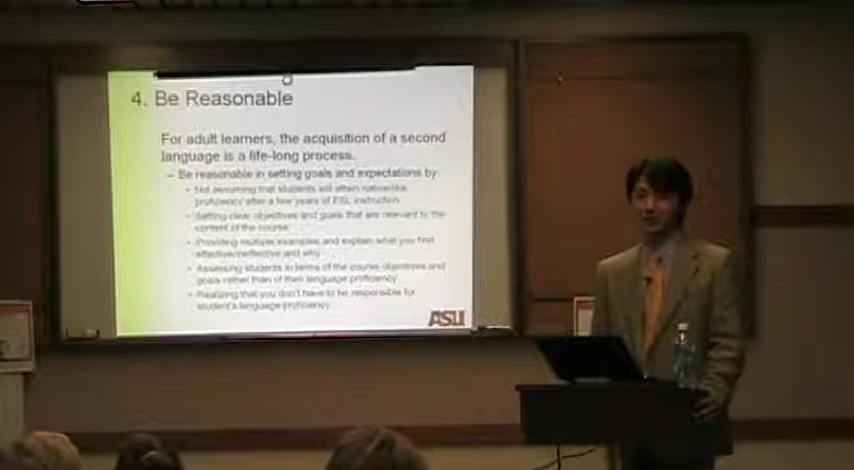 4. Be Reasonable
For adult learners, the acquisition of a second
language is a life-long process.
– Be reasonable in setting goals and expectations by:
• Not assuming that students will attain native-like
proficiency after a few years of ESL instruction
• Setting clear objectives and goals that are relevant to the
content of the course
• Providing multiple examples and explain what you find
effective/ineffective and why
• Assessing students in terms of the course objectives and
goals rather than of their language proficiency
• Realizing that you don't have to be responsible for
student's language proficiency
ASU